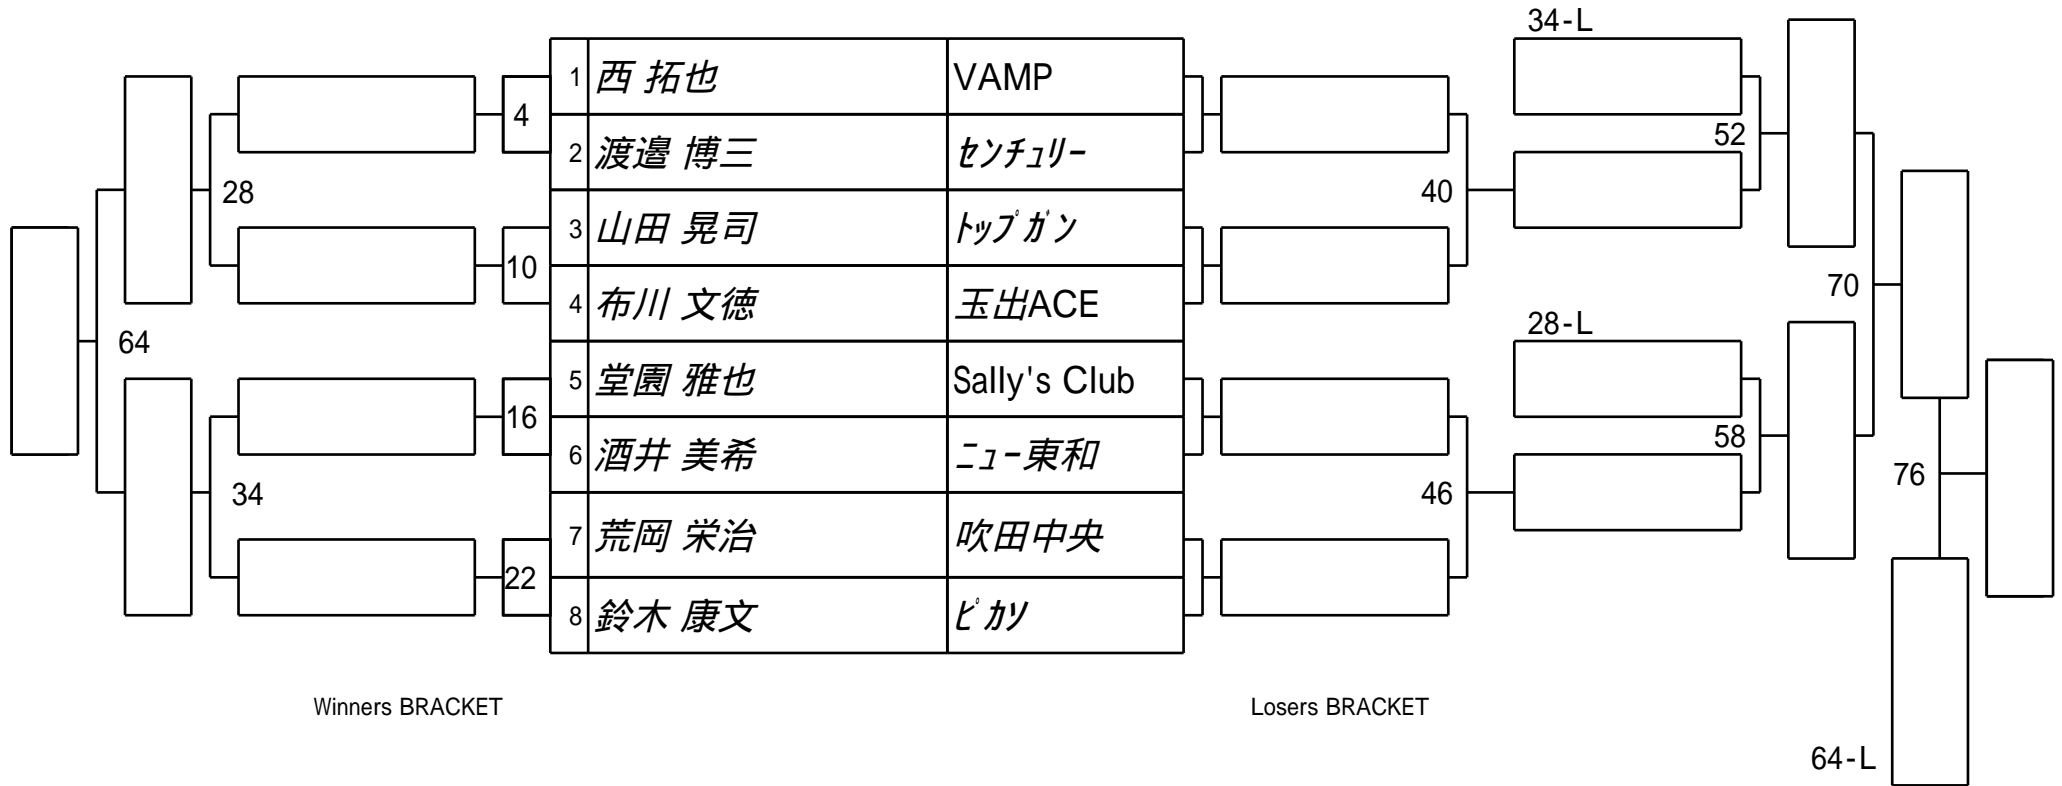 34-L
1 西 拓也 VAMP
4
52
2 渡邉 博三 ｾﾝﾁｭﾘｰ
28
40
3 山田 晃司 ﾄｯﾌﾟｶﾞﾝ
10
70
4 布川 文徳 玉出ACE
28-L
64
5 堂園 雅也 Sally's Club
16
58
6 酒井 美希 ﾆｭｰ東和
76
34
46
7 荒岡 栄治 吹田中央
22
8 鈴木 康文 ﾋﾟｶｿ
Winners BRACKET
Losers BRACKET
64-L